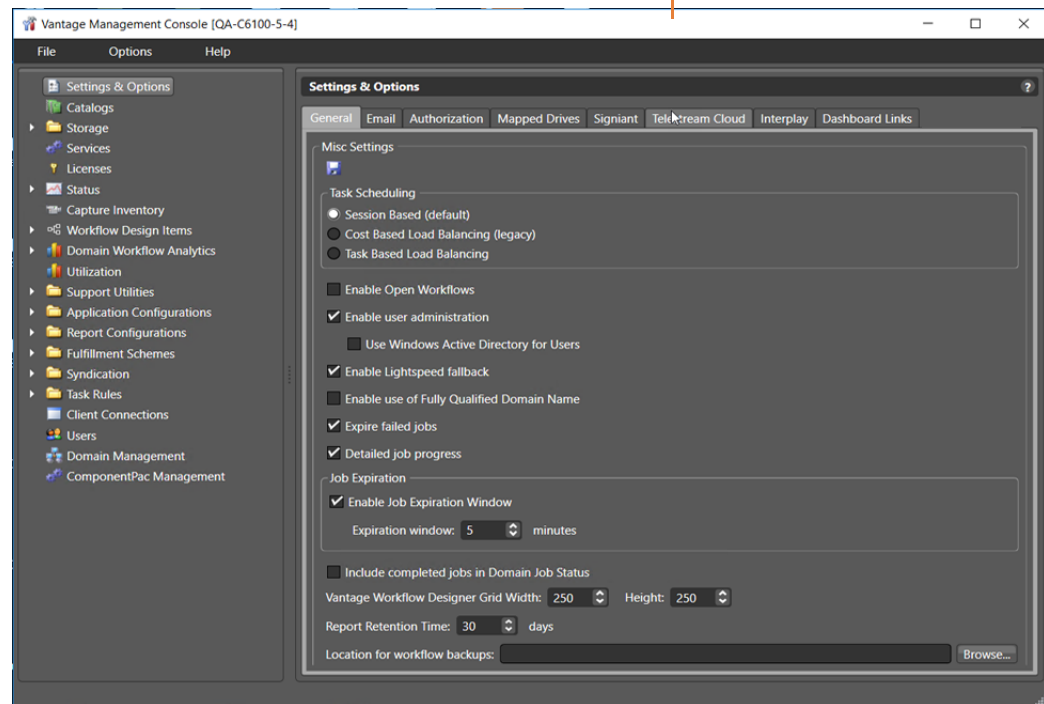 Vantage Management Console [QA-C6100-5-4]
File Options Help
Settings & Options
Catalogs
Storage
Services
Licenses
Status
Capture Inventory
Workflow Design Items
Domain Workflow Analytics
Utilization
Support Utilities
Application Configurations
Report Configurations
Fulfillment Schemes
Syndication
Task Rules
Client Connections
Users
Domain Management
ComponentPac Management
Settings & Options ?
General Email Authorization Mapped Drives Signiant Telestream Cloud Interplay Dashboard Links
Misc Settings
Task Scheduling
Session Based (default)
Cost Based Load Balancing (legacy)
Task Based Load Balancing
Enable Open Workflows
Enable user administration
Use Windows Active Directory for Users
Enable Lightspeed fallback
Enable use of Fully Qualified Domain Name
Expire failed jobs
Detailed job progress
Job Expiration
Enable Job Expiration Window
Expiration window: 5 minutes
Include completed jobs in Domain Job Status
Vantage Workflow Designer Grid Width: 250 Height: 250
Report Retention Time: 30 days
Location for workflow backups: Browse...